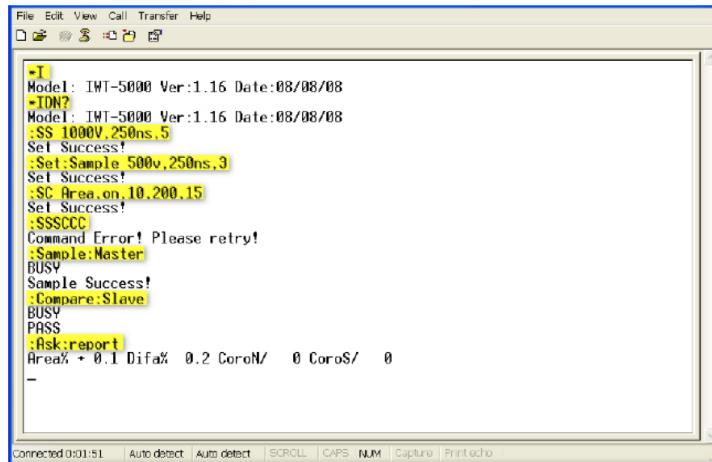 File Edit View Call Transfer Help
*I
Model: IWT-5000 Ver:1.16 Date:08/08/08
*IDN?
Model: IWT-5000 Ver:1.16 Date:08/08/08
:SS 1000V,250ns,5
Set Success!
:Set:Sample 500v,250ns,3
Set Success!
:SC Area,on,10,200,15
Set Success!
:SSSCCC
Command Error! Please retry!
:Sample:Master
BUSY
Sample Success!
:Compare:Slave
BUSY
PASS
:Ask:report
Area% + 0.1 Difa% 0.2 CoroN/ 0 CoroS/ 0
_
Connected 0:01:51 Auto detect Auto detect SCROLL CAPS NUM Capture Print echo